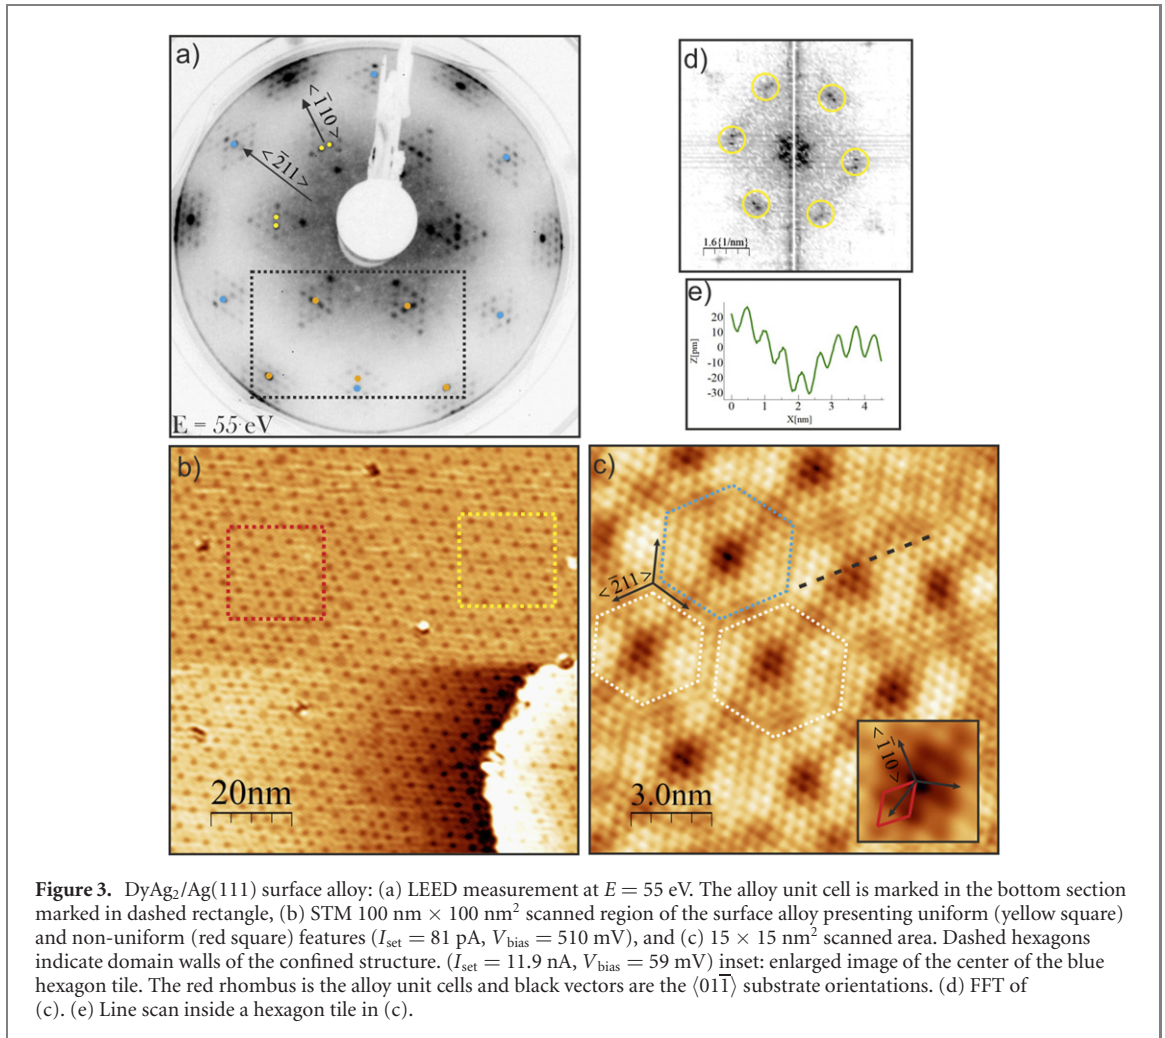 a)
<1̅10>
<2̅11>
E = 55 eV
d)
1.6{1/nm}
e)
Z[pm]
20
10
0
-10
-20
-30
0 1 2 3 4
X[nm]
b)
20nm
c)
<2̅11>
3.0nm
<1̅10>
Figure 3. DyAg₂/Ag(111) surface alloy: (a) LEED measurement at E = 55 eV. The alloy unit cell is marked in the bottom section
marked in dashed rectangle, (b) STM 100 nm × 100 nm² scanned region of the surface alloy presenting uniform (yellow square)
and non-uniform (red square) features (I_set = 81 pA, V_bias = 510 mV), and (c) 15 × 15 nm² scanned area. Dashed hexagons
indicate domain walls of the confined structure. (I_set = 11.9 nA, V_bias = 59 mV) inset: enlarged image of the center of the blue
hexagon tile. The red rhombus is the alloy unit cells and black vectors are the ⟨011̅⟩ substrate orientations. (d) FFT of
(c). (e) Line scan inside a hexagon tile in (c).